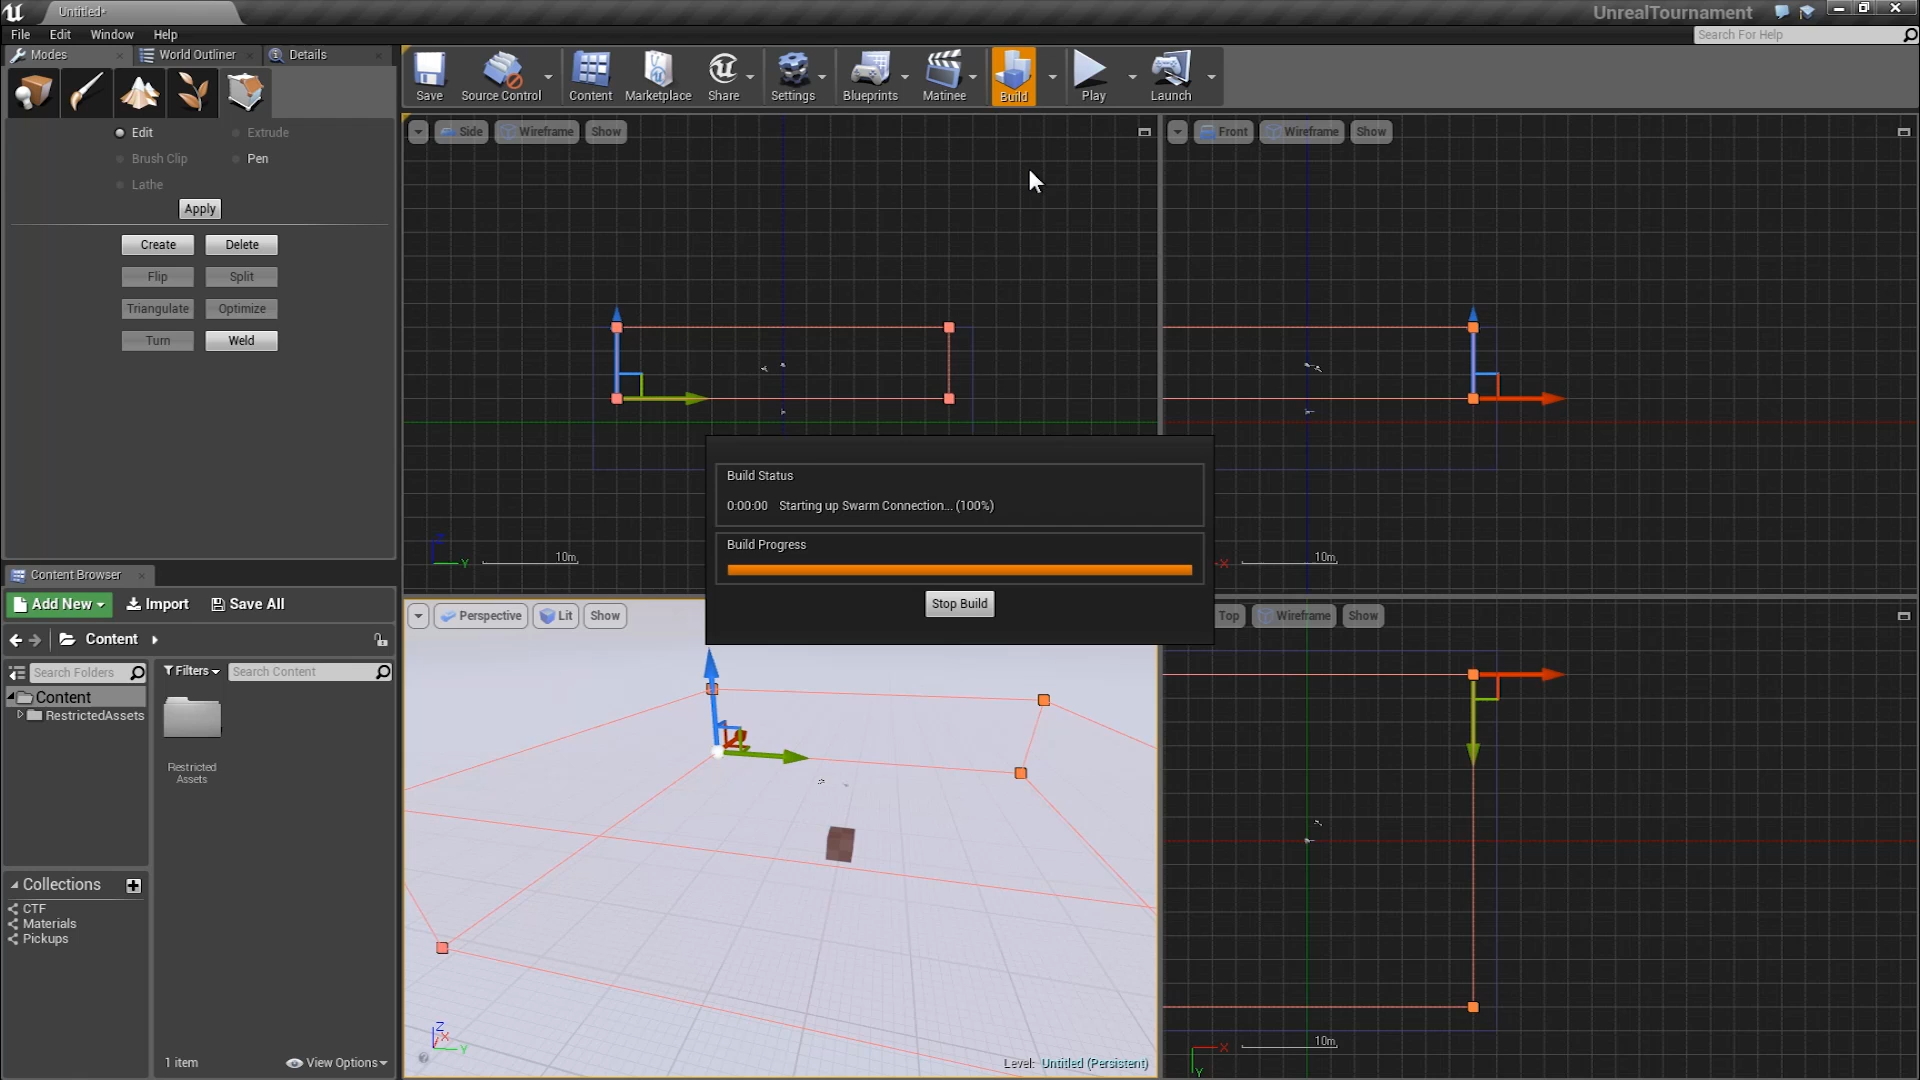 Untitled*
UnrealTournament
File Edit Window Help
Search For Help
Modes World Outliner Details
Save Source Control Content Marketplace Share Settings Blueprints Matinee Build Play Launch
Edit Extrude
Brush Clip Pen
Lathe
Apply
Create Delete
Flip Split
Triangulate Optimize
Turn Weld
Side Wireframe Show
Front Wireframe Show
Z
Y
10m
X
10m
Build Status
0:00:00 Starting up Swarm Connection... (100%)
Build Progress
Stop Build
Content Browser
Add New Import Save All
Content
Search Folders
Filters Search Content
Content
RestrictedAssets
Restricted
Assets
Collections
CTF
Materials
Pickups
1 item View Options
Perspective Lit Show
Z
X
Y
Level: Untitled (Persistent)
Top Wireframe Show
X
Y
10m